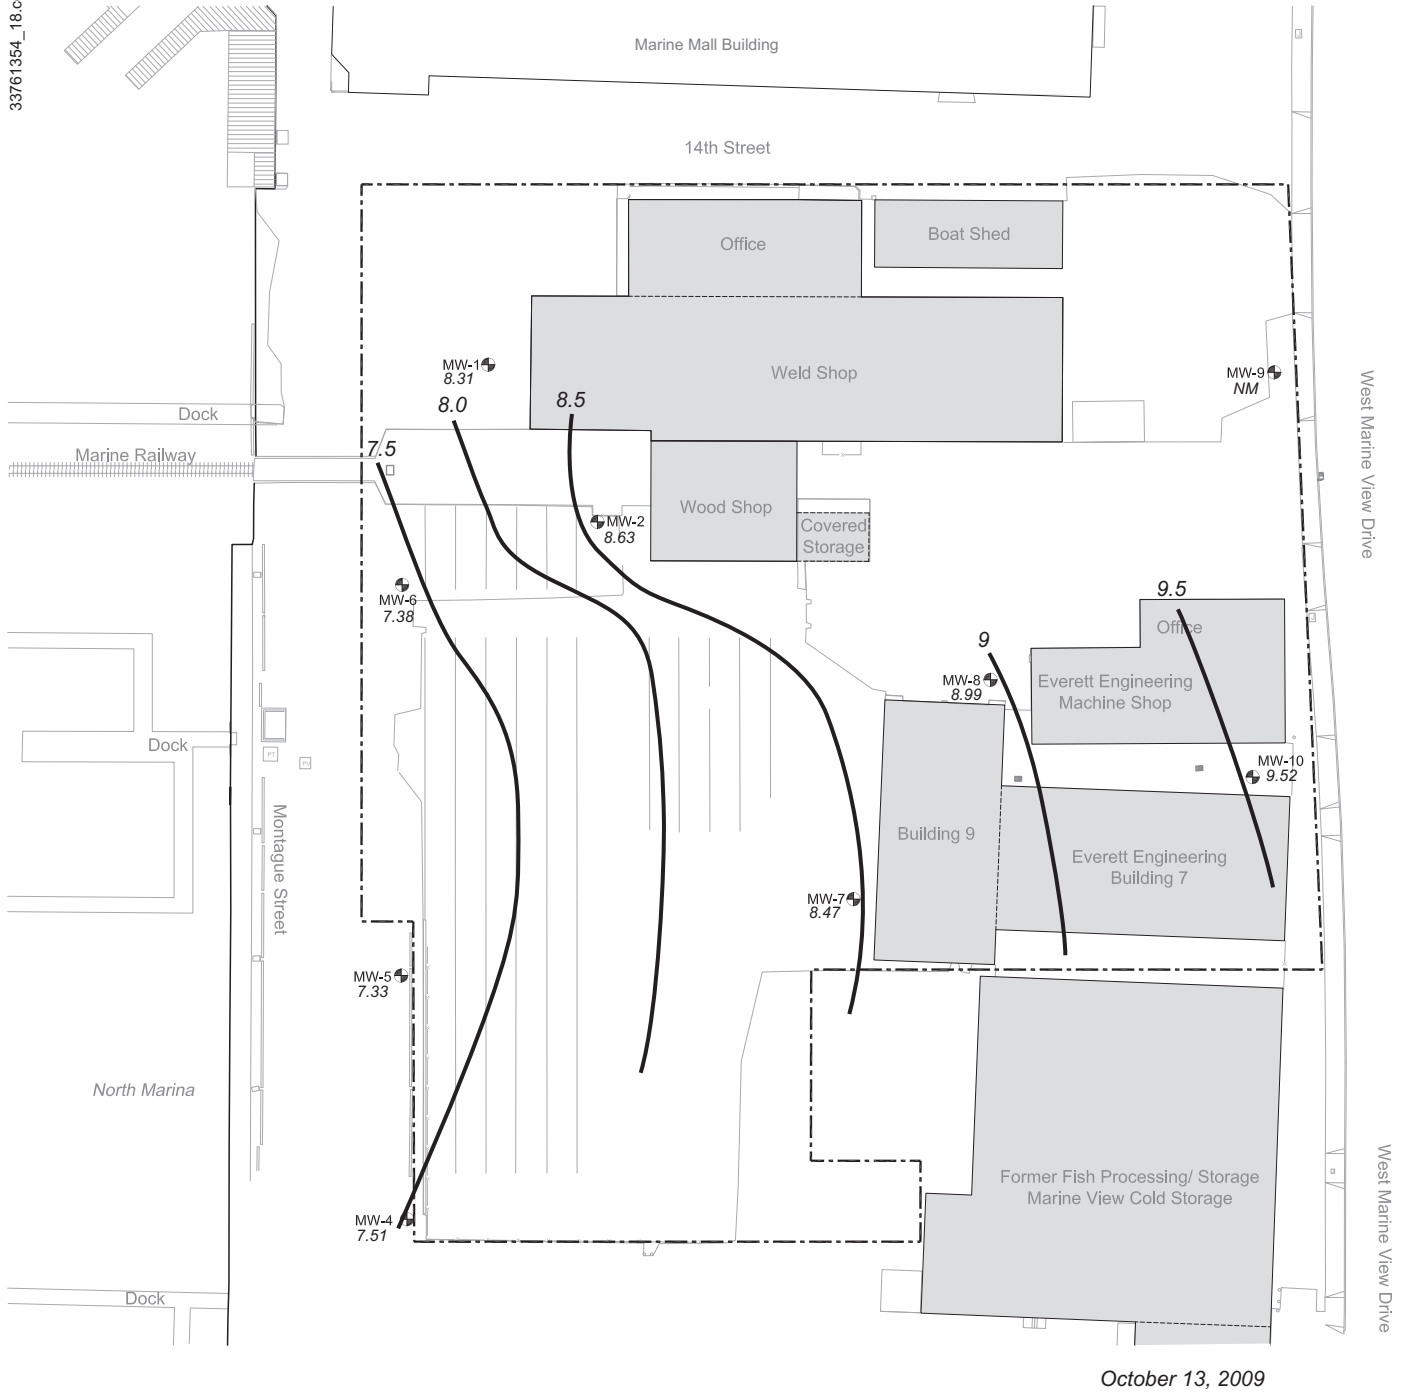 33761354_18.c
Marine Mall Building
14th Street
Office
Boat Shed
MW-1
8.31
Weld Shop
MW-9
NM
West Marine View Drive
8.0
8.5
Dock
7.5
Marine Railway
Wood Shop
MW-2
8.63
Covered
Storage
MW-6
7.38
9.5
Office
9
MW-8
8.99
Everett Engineering
Machine Shop
Dock
PT
PV
MW-10
9.52
Montague Street
Building 9
Everett Engineering
Building 7
MW-7
8.47
MW-5
7.33
North Marina
Former Fish Processing/ Storage
Marine View Cold Storage
West Marine View Drive
MW-4
7.51
Dock
October 13, 2009